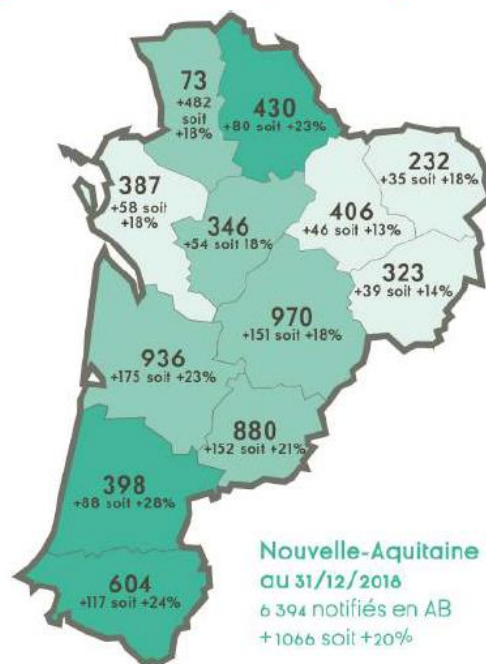 73
+482
soit
+18%
430
+80 soit +23%
387
+58 soit
+18%
346
+54 soit 18%
406
+46 soit +13%
232
+35 soit +18%
323
+39 soit +14%
970
+151 soit +18%
936
+175 soit +23%
880
+152 soit +21%
398
+88 soit +28%
604
+117 soit +24%
Nouvelle-Aquitaine
au 31/12/2018
6 394 notifiés en AB
+1066 soit +20%